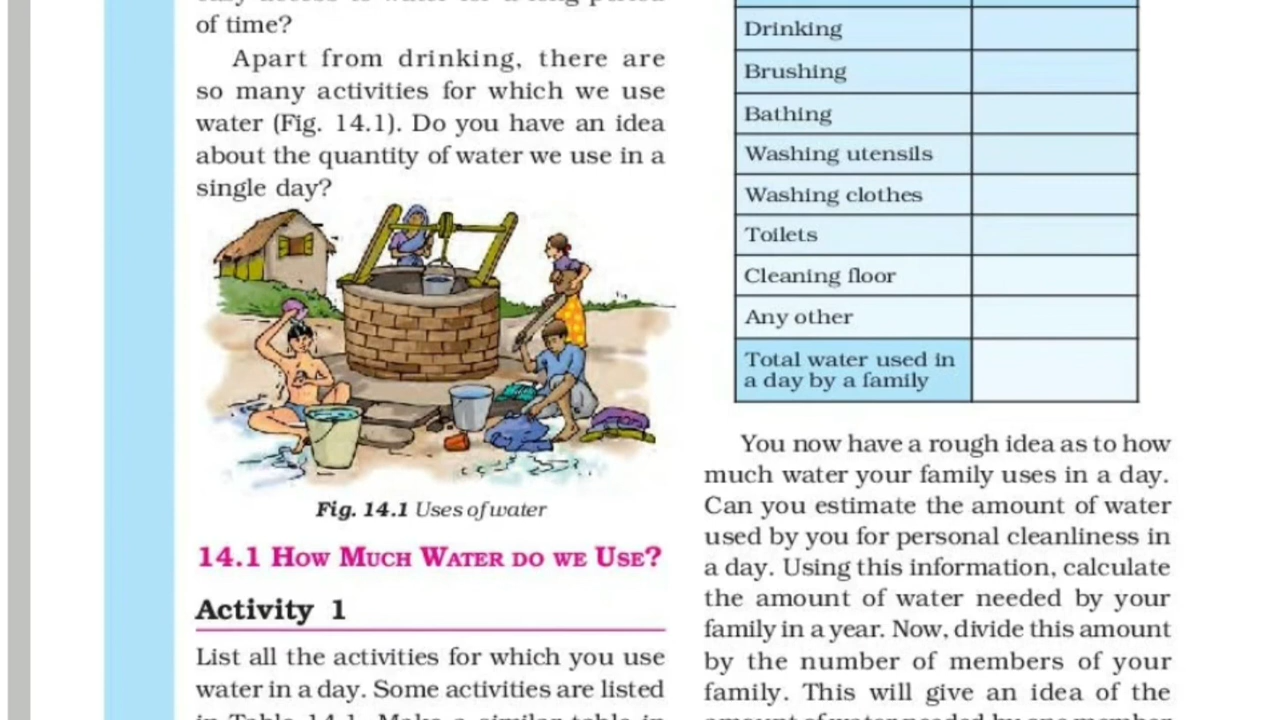 of time?
Apart from drinking, there are
so many activities for which we use
water (Fig. 14.1). Do you have an idea
about the quantity of water we use in a
single day?
Fig. 14.1 Uses of water
14.1 How Much Water do we Use?
Activity 1
List all the activities for which you use
water in a day. Some activities are listed
Drinking
Brushing
Bathing
Washing utensils
Washing clothes
Toilets
Cleaning floor
Any other
Total water used in
a day by a family
You now have a rough idea as to how
much water your family uses in a day.
Can you estimate the amount of water
used by you for personal cleanliness in
a day. Using this information, calculate
the amount of water needed by your
family in a year. Now, divide this amount
by the number of members of your
family. This will give an idea of the